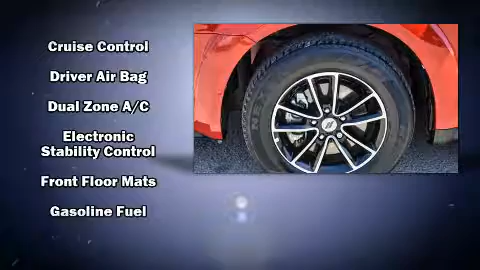 Cruise Control
Driver Air Bag
Dual Zone A/C
Electronic
Stability Control
Front Floor Mats
Gasoline Fuel